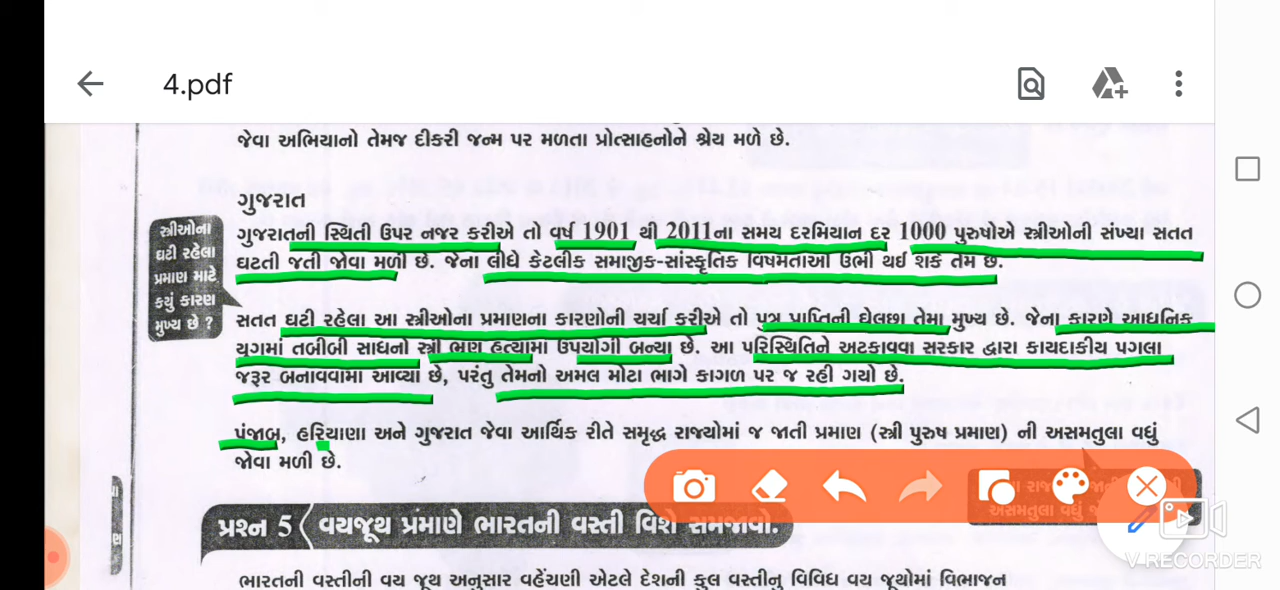 4.pdf
જેવા અભિયાનો તેમજ દીકરી જન્મ પર મળતા પ્રોત્સાહનોને શ્રેય મળે છે.
ગુજરાત
ગુજરાતની સ્થિતી ઉપર નજર કરીએ તો વર્ષ 1901 થી 2011ના સમય દરમિયાન દર 1000 પુરુષોએ સ્ત્રીઓની સંખ્યા સતત
ઘટતી જતી જોવા મળી છે. જેના લીધે કેટલીક સમાજીક-સાંસ્કૃતિક વિષમતાઓ ઉભી થઈ શકે તેમ છે.
સ્ત્રીઓના
ઘટી રહેલા
પ્રમાણ માટે
કયું કારણ
મુખ્ય છે ?
સતત ઘટી રહેલા આ સ્ત્રીઓના પ્રમાણના કારણોની ચર્ચા કરીએ તો પુત્ર પ્રાપ્તિની ઘેલછા તેમા મુખ્ય છે. જેના કારણે આધુનિક
યુગમાં તબીબી સાધનો સ્ત્રી ભ્રૂણ હત્યામા ઉપયોગી બન્યા છે. આ પરિસ્થિતિને અટકાવવા સરકાર દ્વારા કાયદાકીય પગલા
જરૂર બનાવવામા આવ્યા છે, પરંતુ તેમનો અમલ મોટા ભાગે કાગળ પર જ રહી ગયો છે.
પંજાબ, હરિયાણા અને ગુજરાત જેવા આર્થિક રીતે સમૃદ્ધ રાજ્યોમાં જ જાતી પ્રમાણ (સ્ત્રી પુરુષ પ્રમાણ) ની અસમતુલા વધું
જોવા મળી છે.
પ્રશ્ન 5 વયજૂથ પ્રમાણે ભારતની વસ્તી વિશે સમજાવો.
ભારતની વસ્તીની વય જૂથ અનુસાર વહેંચણી એટલે દેશની કુલ વસ્તીનુ વિવિધ વય જૂથોમાં વિભાજન
V-RECORDER